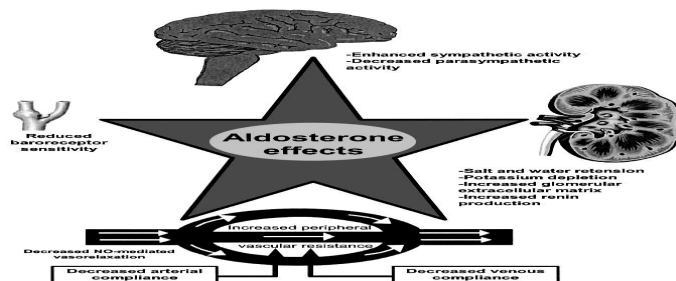 -Enhanced sympathetic activity
-Decreased parasympathetic
activity
Reduced
baroreceptor
sensitivity
Aldosterone
effects
-Salt and water retension
-Potassium depletion
-Increased glomerular
extracellular matrix
-Increased renin
production
Increased peripheral
vascular resistance
Decreased NO-mediated
vasorelaxation
Decreased arterial
compliance
Decreased venous
compliance